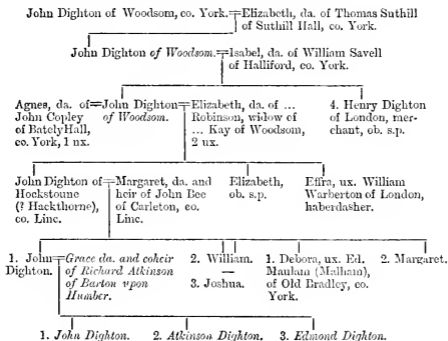 John Dighton of Woodsom, co. York.=Elizabeth, da. of Thomas Suthill
of Suthill Hall, co. York.
John Dighton of Woodsom.=Isabel, da. of William Savell
of Halliford, co. York.
Agnes, da. of=John Dighton=Elizabeth, da. of ... 4. Henry Dighton
John Copley of Woodsom. Robinson, widow of of London, mer-
of Bately Hall, ... Kay of Woodsom, chant, ob. s.p.
co. York, 1 ux. 2 ux.
John Dighton of=Margaret, da. and Elizabeth, Effra, ux. William
Hockstoune heir of John Bee ob. s.p. Warberton of London,
(? Hackthorne), of Carleton, co. haberdasher.
co. Linc. Linc.
1. John=Grace da. and coheir 2. William. 1. Debora, ux. Ed. 2. Margaret.
Dighton. of Richard Atkinson — Maulam (Malham),
of Barton upon 3. Joshua. of Old Bradley, co.
Humber. York.
1. John Dighton. 2. Atkinson Dighton. 3. Edmond Dighton.